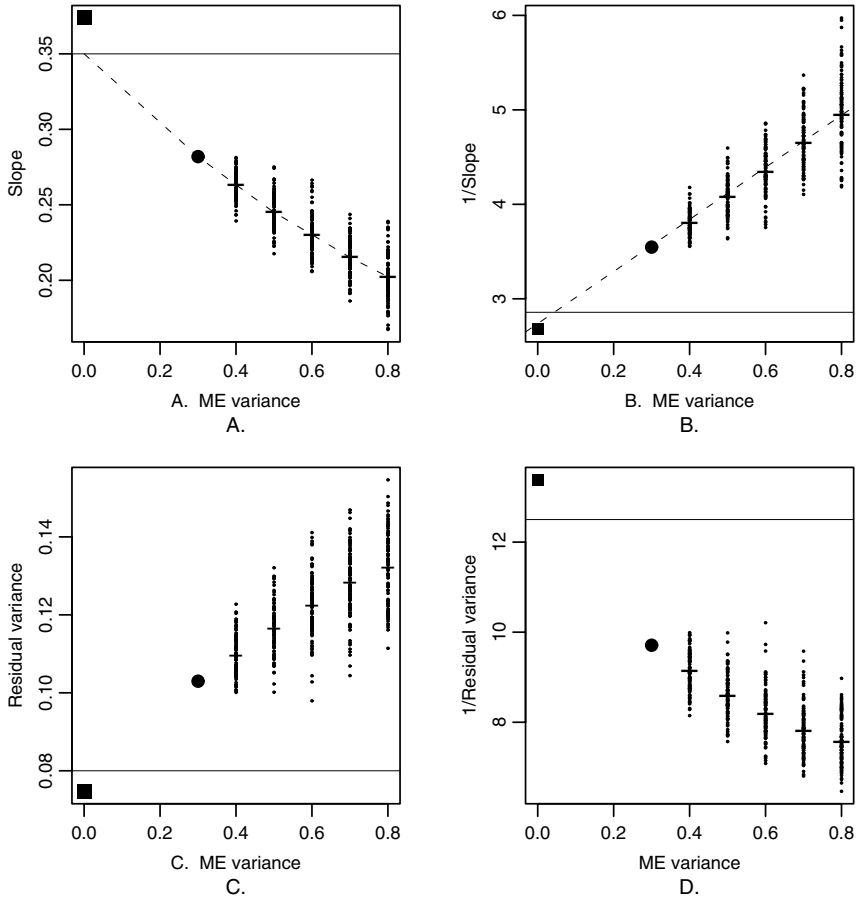 Slope
0.35
0.30
0.25
0.20
0.0 0.2 0.4 0.6 0.8
A. ME variance
A.
1/Slope
6
5
4
3
0.0 0.2 0.4 0.6 0.8
B. ME variance
B.
Residual variance
0.14
0.12
0.10
0.08
0.0 0.2 0.4 0.6 0.8
C. ME variance
C.
1/Residual variance
12
10
8
0.0 0.2 0.4 0.6 0.8
ME variance
D.